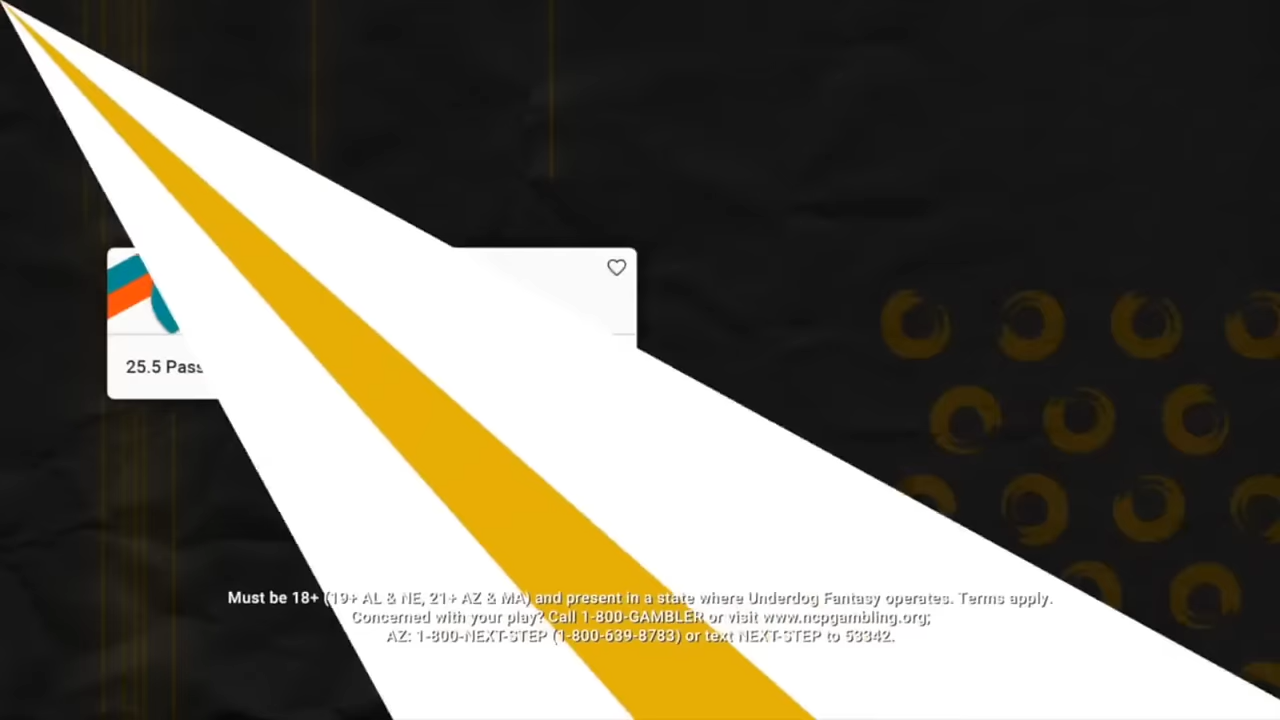 25.5 Pass
Must be 18+ (19+ AL & NE, 21+ AZ & MA) and present in a state where Underdog Fantasy operates. Terms apply.
Concerned with your play? Call 1-800-GAMBLER or visit www.ncpgambling.org;
AZ: 1-800-NEXT-STEP (1-800-639-8783) or text NEXT-STEP to 53342.